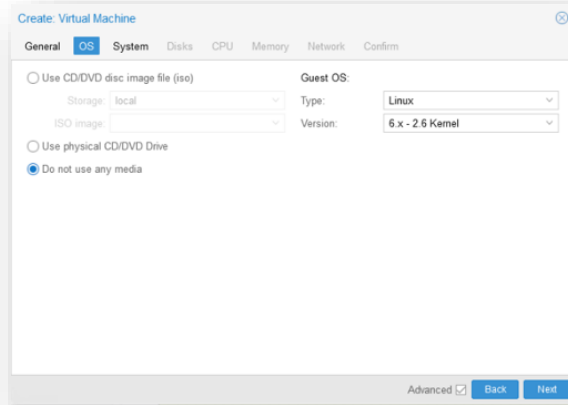 Create: Virtual Machine
General OS System Disks CPU Memory Network Confirm
Use CD/DVD disc image file (iso)
Storage: local
ISO image:
Use physical CD/DVD Drive
Do not use any media
Guest OS:
Type: Linux
Version: 6.x - 2.6 Kernel
Advanced Back Next